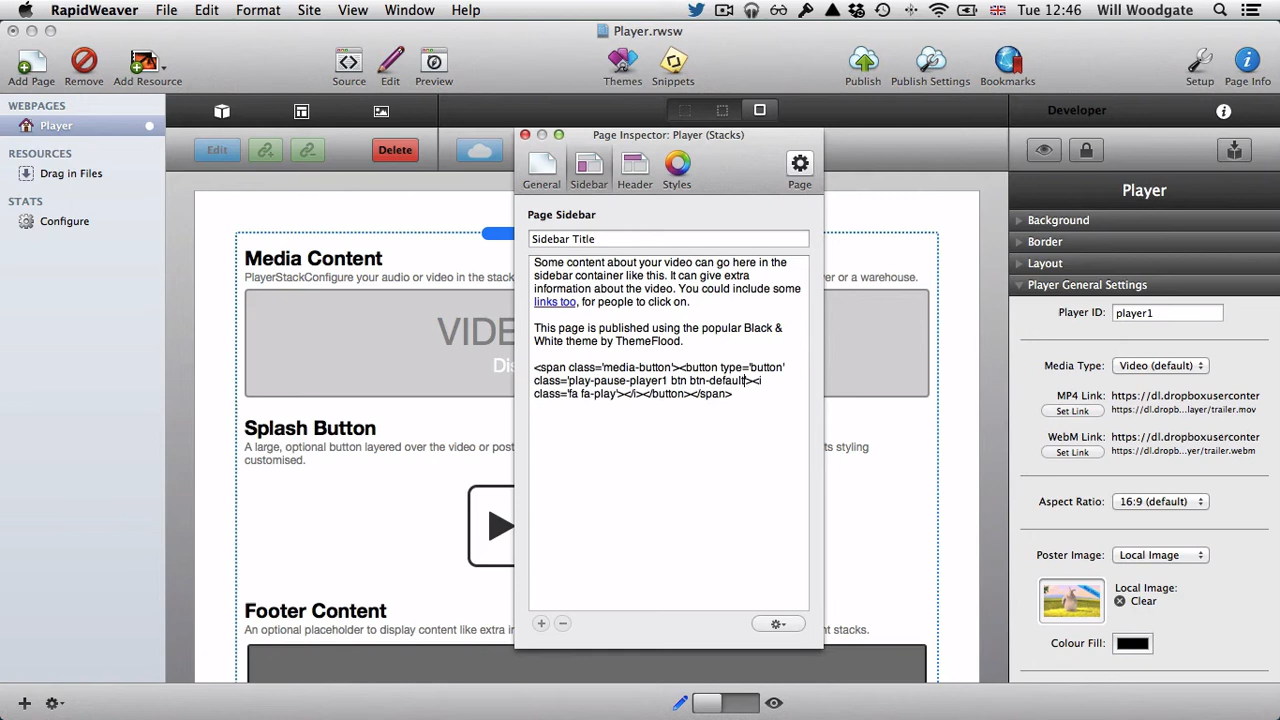 RapidWeaver File Edit Format Site View Window Help Tue 12:46 Will Woodgate
Player.rwsw
Add Page Remove Add Resource Source Edit Preview Themes Snippets Publish Publish Settings Bookmarks Setup Page Info
WEBPAGES
Player
RESOURCES
Drag in Files
STATS
Configure
Edit
Delete
Media Content
PlayerStackConfigure your audio or video in the stack
er or a warehouse.
VIDE
Dis
Splash Button
A large, optional button layered over the video or post
ts styling
customised.
Footer Content
An optional placeholder to display content like extra in
nt stacks.
Page Inspector: Player (Stacks)
General Sidebar Header Styles Page
Page Sidebar
Sidebar Title
Some content about your video can go here in the
sidebar container like this. It can give extra
information about the video. You could include some
links too, for people to click on.
This page is published using the popular Black &
White theme by ThemeFlood.
<span class='media-button'><button type='button'
class='play-pause-player1 btn btn-default'><i
class='fa fa-play'></i></button></span>
Developer
Player
Background
Border
Layout
Player General Settings
Player ID: player1
Media Type: Video (default)
MP4 Link: https://dl.dropboxuserconter
Set Link https://dl.dropb...layer/trailer.mov
WebM Link: https://dl.dropboxuserconter
Set Link https://dl.dropb...yer/trailer.webm
Aspect Ratio: 16:9 (default)
Poster Image: Local Image
Local Image:
Clear
Colour Fill: